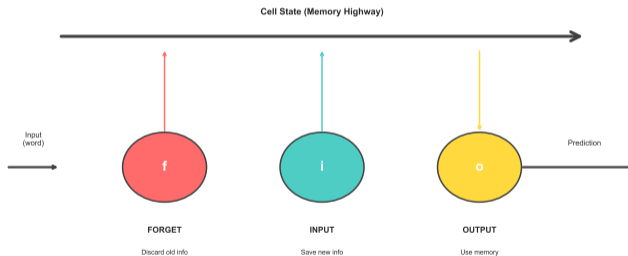 Cell State (Memory Highway)
Input
(word)
Prediction
f
i
o
FORGET
INPUT
OUTPUT
Discard old info
Save new info
Use memory